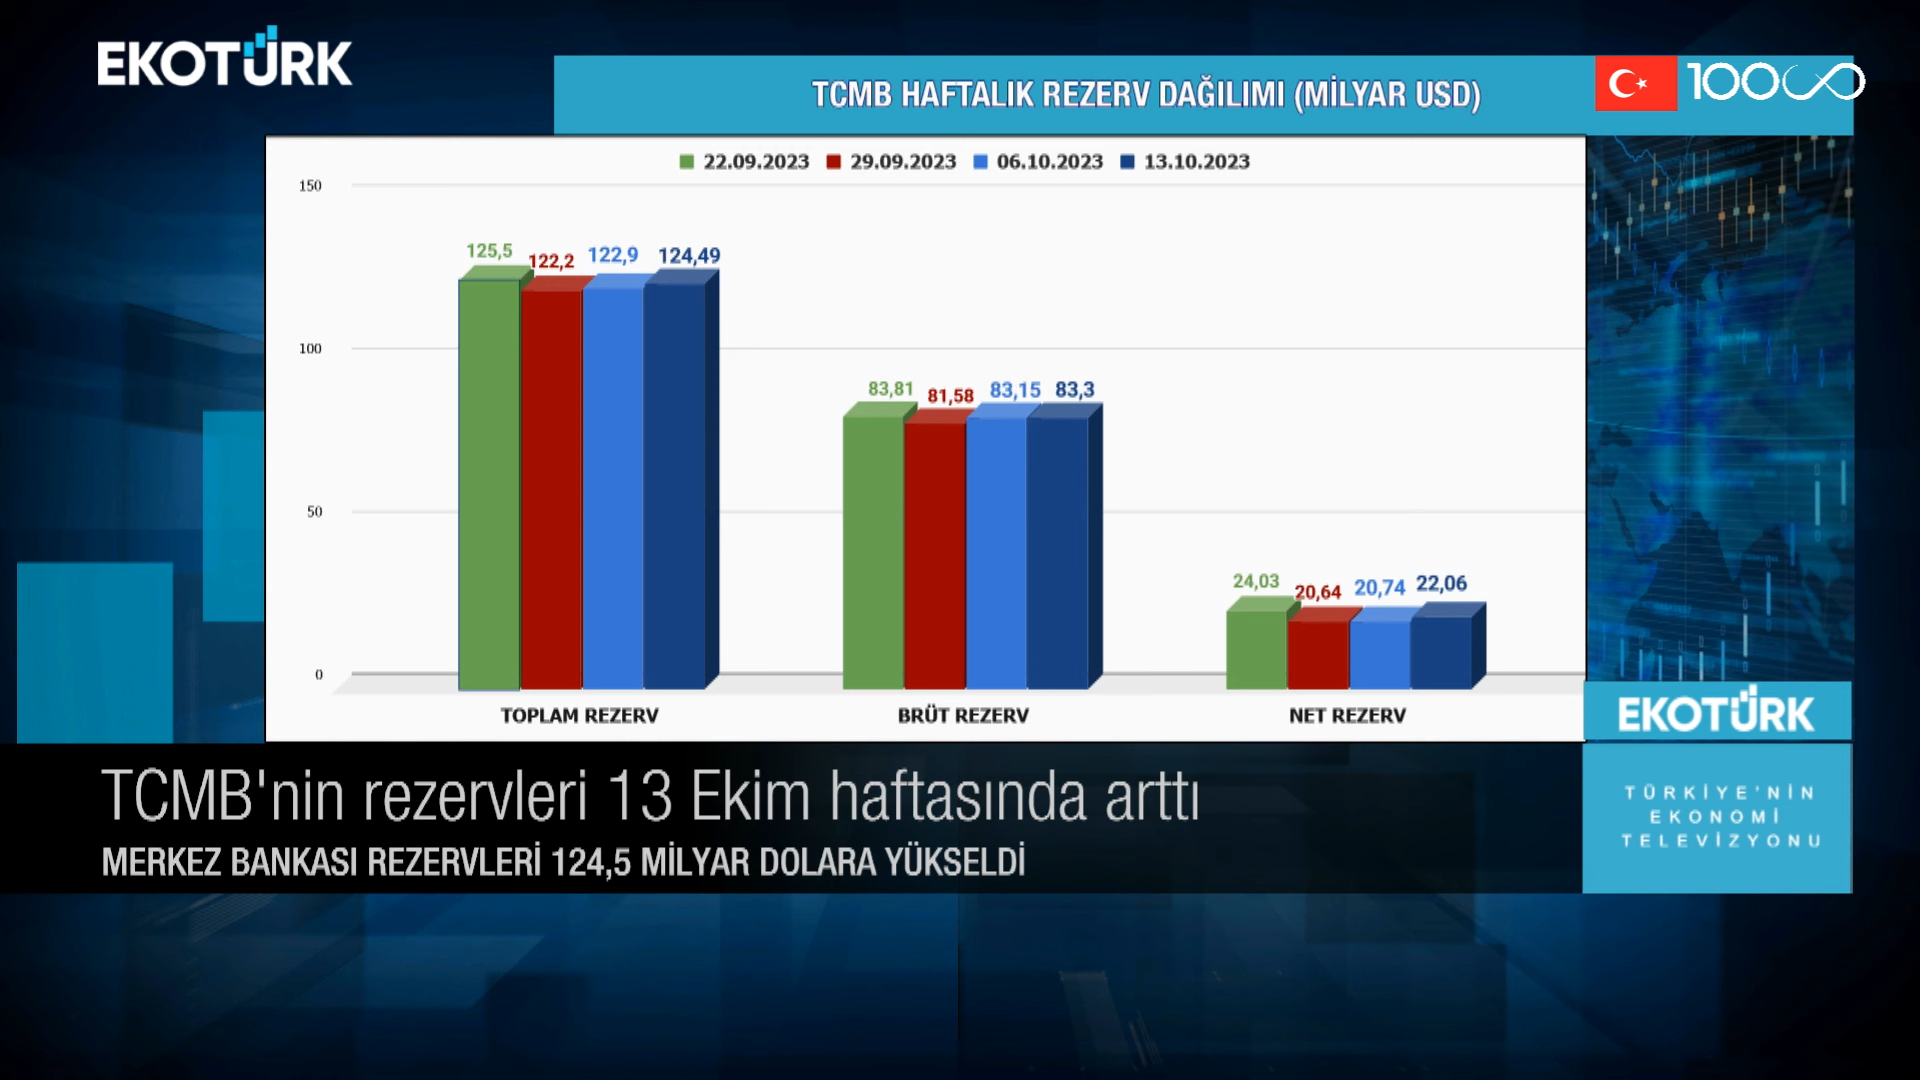 EKOTÜRK
TCMB HAFTALIK REZERV DAĞILIMI (MİLYAR USD)
100
22.09.2023 29.09.2023 06.10.2023 13.10.2023
150
100
50
0
125,5 122,2 122,9 124,49
83,81 81,58 83,15 83,3
24,03 20,64 20,74 22,06
TOPLAM REZERV BRÜT REZERV NET REZERV
EKOTÜRK
TCMB'nin rezervleri 13 Ekim haftasında arttı
MERKEZ BANKASI REZERVLERİ 124,5 MİLYAR DOLARA YÜKSELDİ
TÜRKİYE'NİN
EKONOMİ
TELEVİZYONU